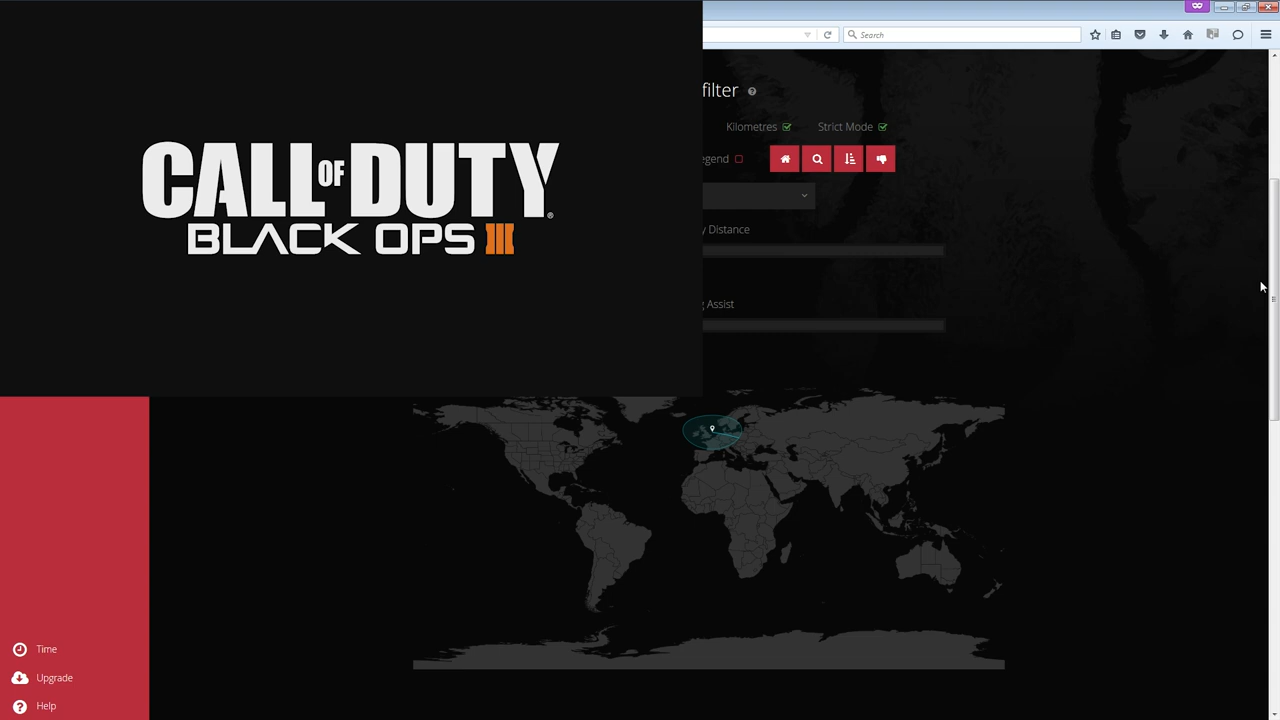 CALL OF DUTY®
BLACK OPS III
Search
filter
Kilometres
Strict Mode
egend
y Distance
g Assist
Time
Upgrade
Help